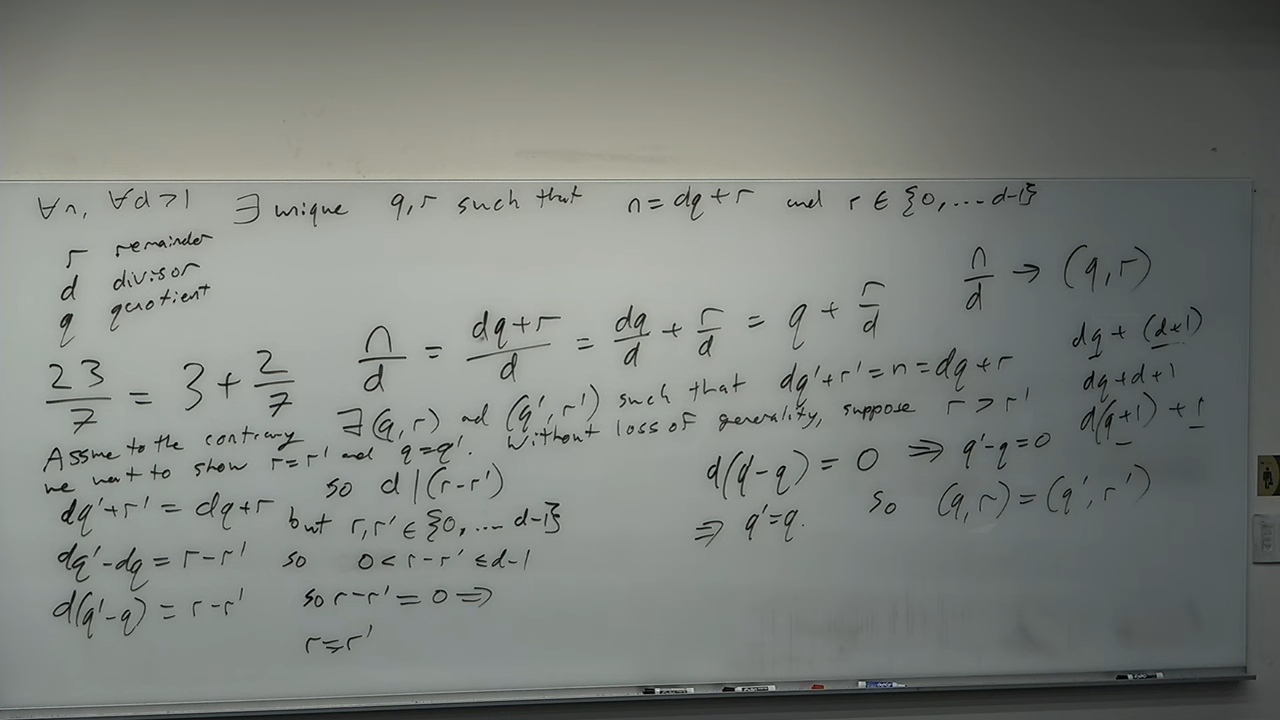 ∀n, ∀d>1 ∃ unique q,r such that n=dq+r and r∈{0,...d-1}
r remainder
d divisor
q quotient
n/d → (q,r)
23/7 = 3 + 2/7
n/d = (dq+r)/d = dq/d + r/d = q + r/d
dq + (d+1)
dq+d+1
d(q+1) + 1
Assume to the contrary ∃(q,r) ad (q',r') such that dq'+r'=n=dq+r
we want to show r=r' and q=q'. Without loss of generality, suppose r>r'
dq'+r' = dq+r
dq'-dq = r-r'
d(q'-q) = r-r'
so d|(r-r')
but r,r'∈{0,...d-1}
so 0<r-r'≤d-1
so r-r'=0 ⇒
r=r'
d(q'-q) = 0 ⇒ q'-q=0
⇒ q'=q. so (q,r)=(q',r')